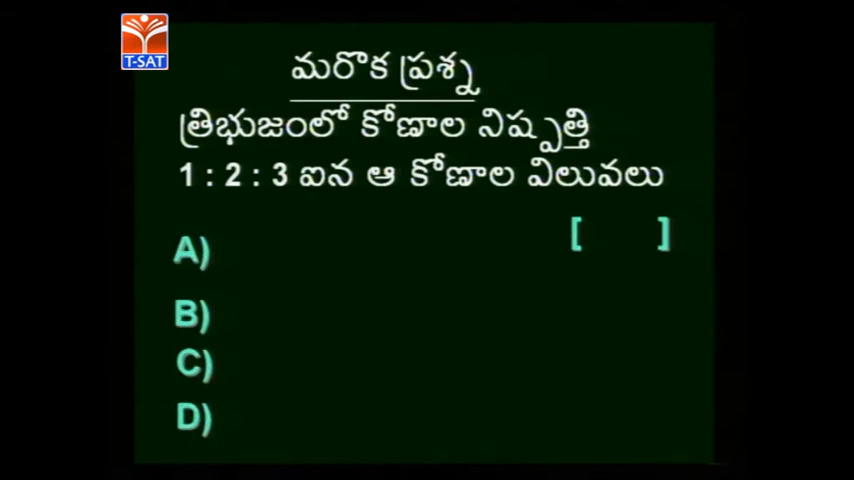 T-SAT
మరొక ప్రశ్న
త్రిభుజంలో కోణాల నిష్పత్తి
1 : 2 : 3 ఐన ఆ కోణాల విలువలు
[ ]
A)
B)
C)
D)